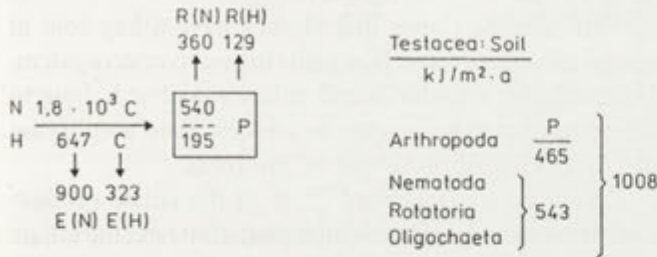 R(N) R(H)
360 129
Testacea: Soil
kJ/m² · a
N 1,8 · 10³ C
540
P
195
H 647 C
900 323
E(N) E(H)
P
Arthropoda 465
Nematoda
Rotatoria 543
Oligochaeta
1008